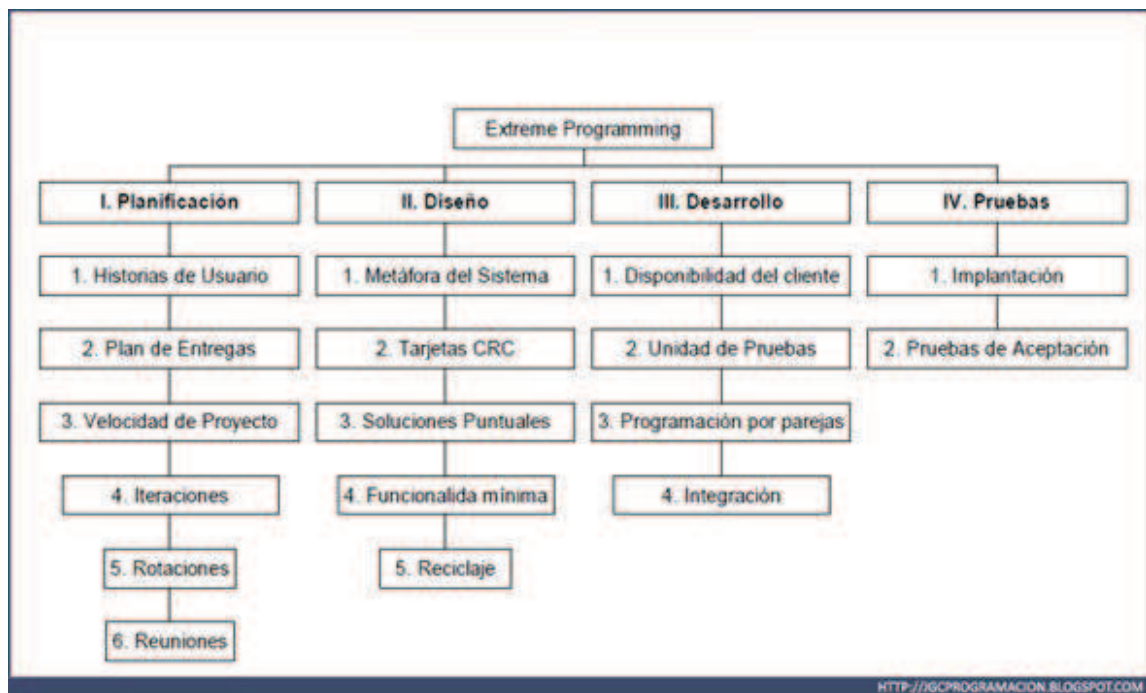 Extreme Programming
I. Planificación
II. Diseño
III. Desarrollo
IV. Pruebas
1. Historias de Usuario
1. Metáfora del Sistema
1. Disponibilidad del cliente
1. Implantación
2. Plan de Entregas
2. Tarjetas CRC
2. Unidad de Pruebas
2. Pruebas de Aceptación
3. Velocidad de Proyecto
3. Soluciones Puntuales
3. Programación por parejas
4. Iteraciones
4. Funcionalida mínima
4. Integración
5. Rotaciones
5. Reciclaje
6. Reuniones
HTTP://JGCPROGRAMACION.BLOGSPOT.COM